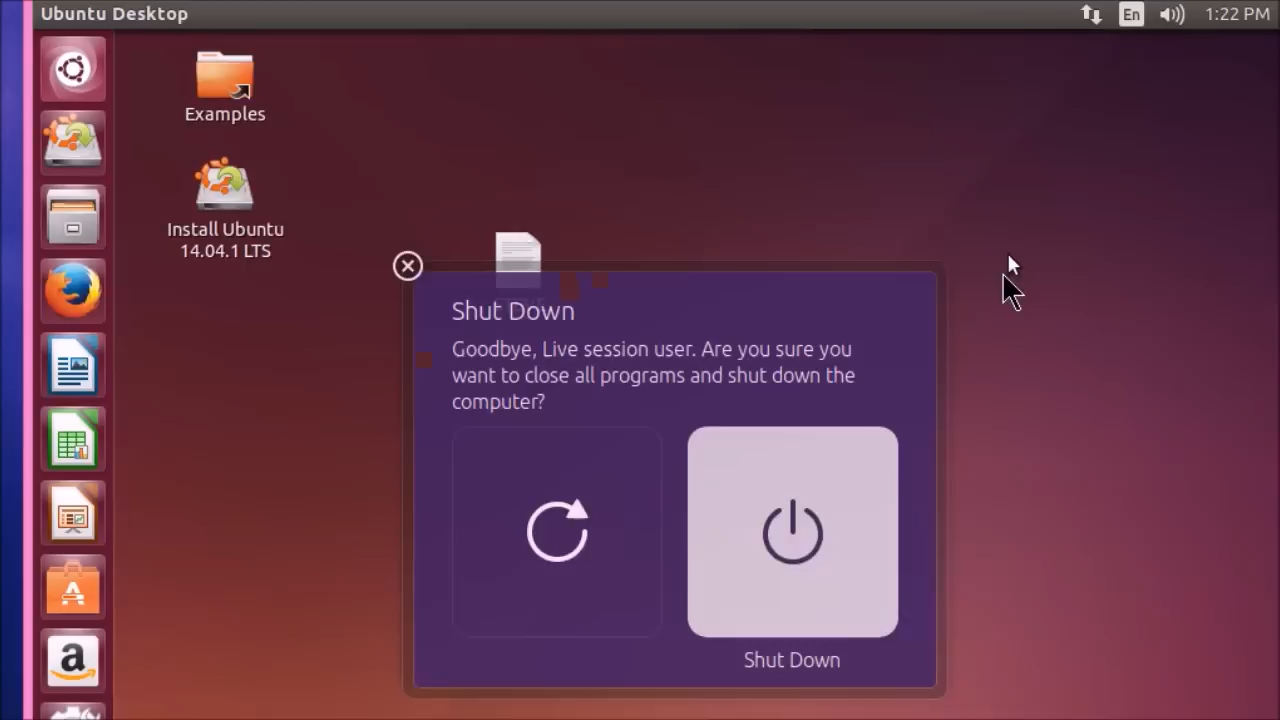 Ubuntu Desktop
En
1:22 PM
Examples
Install Ubuntu
14.04.1 LTS
Shut Down
Goodbye, Live session user. Are you sure you
want to close all programs and shut down the
computer?
Shut Down